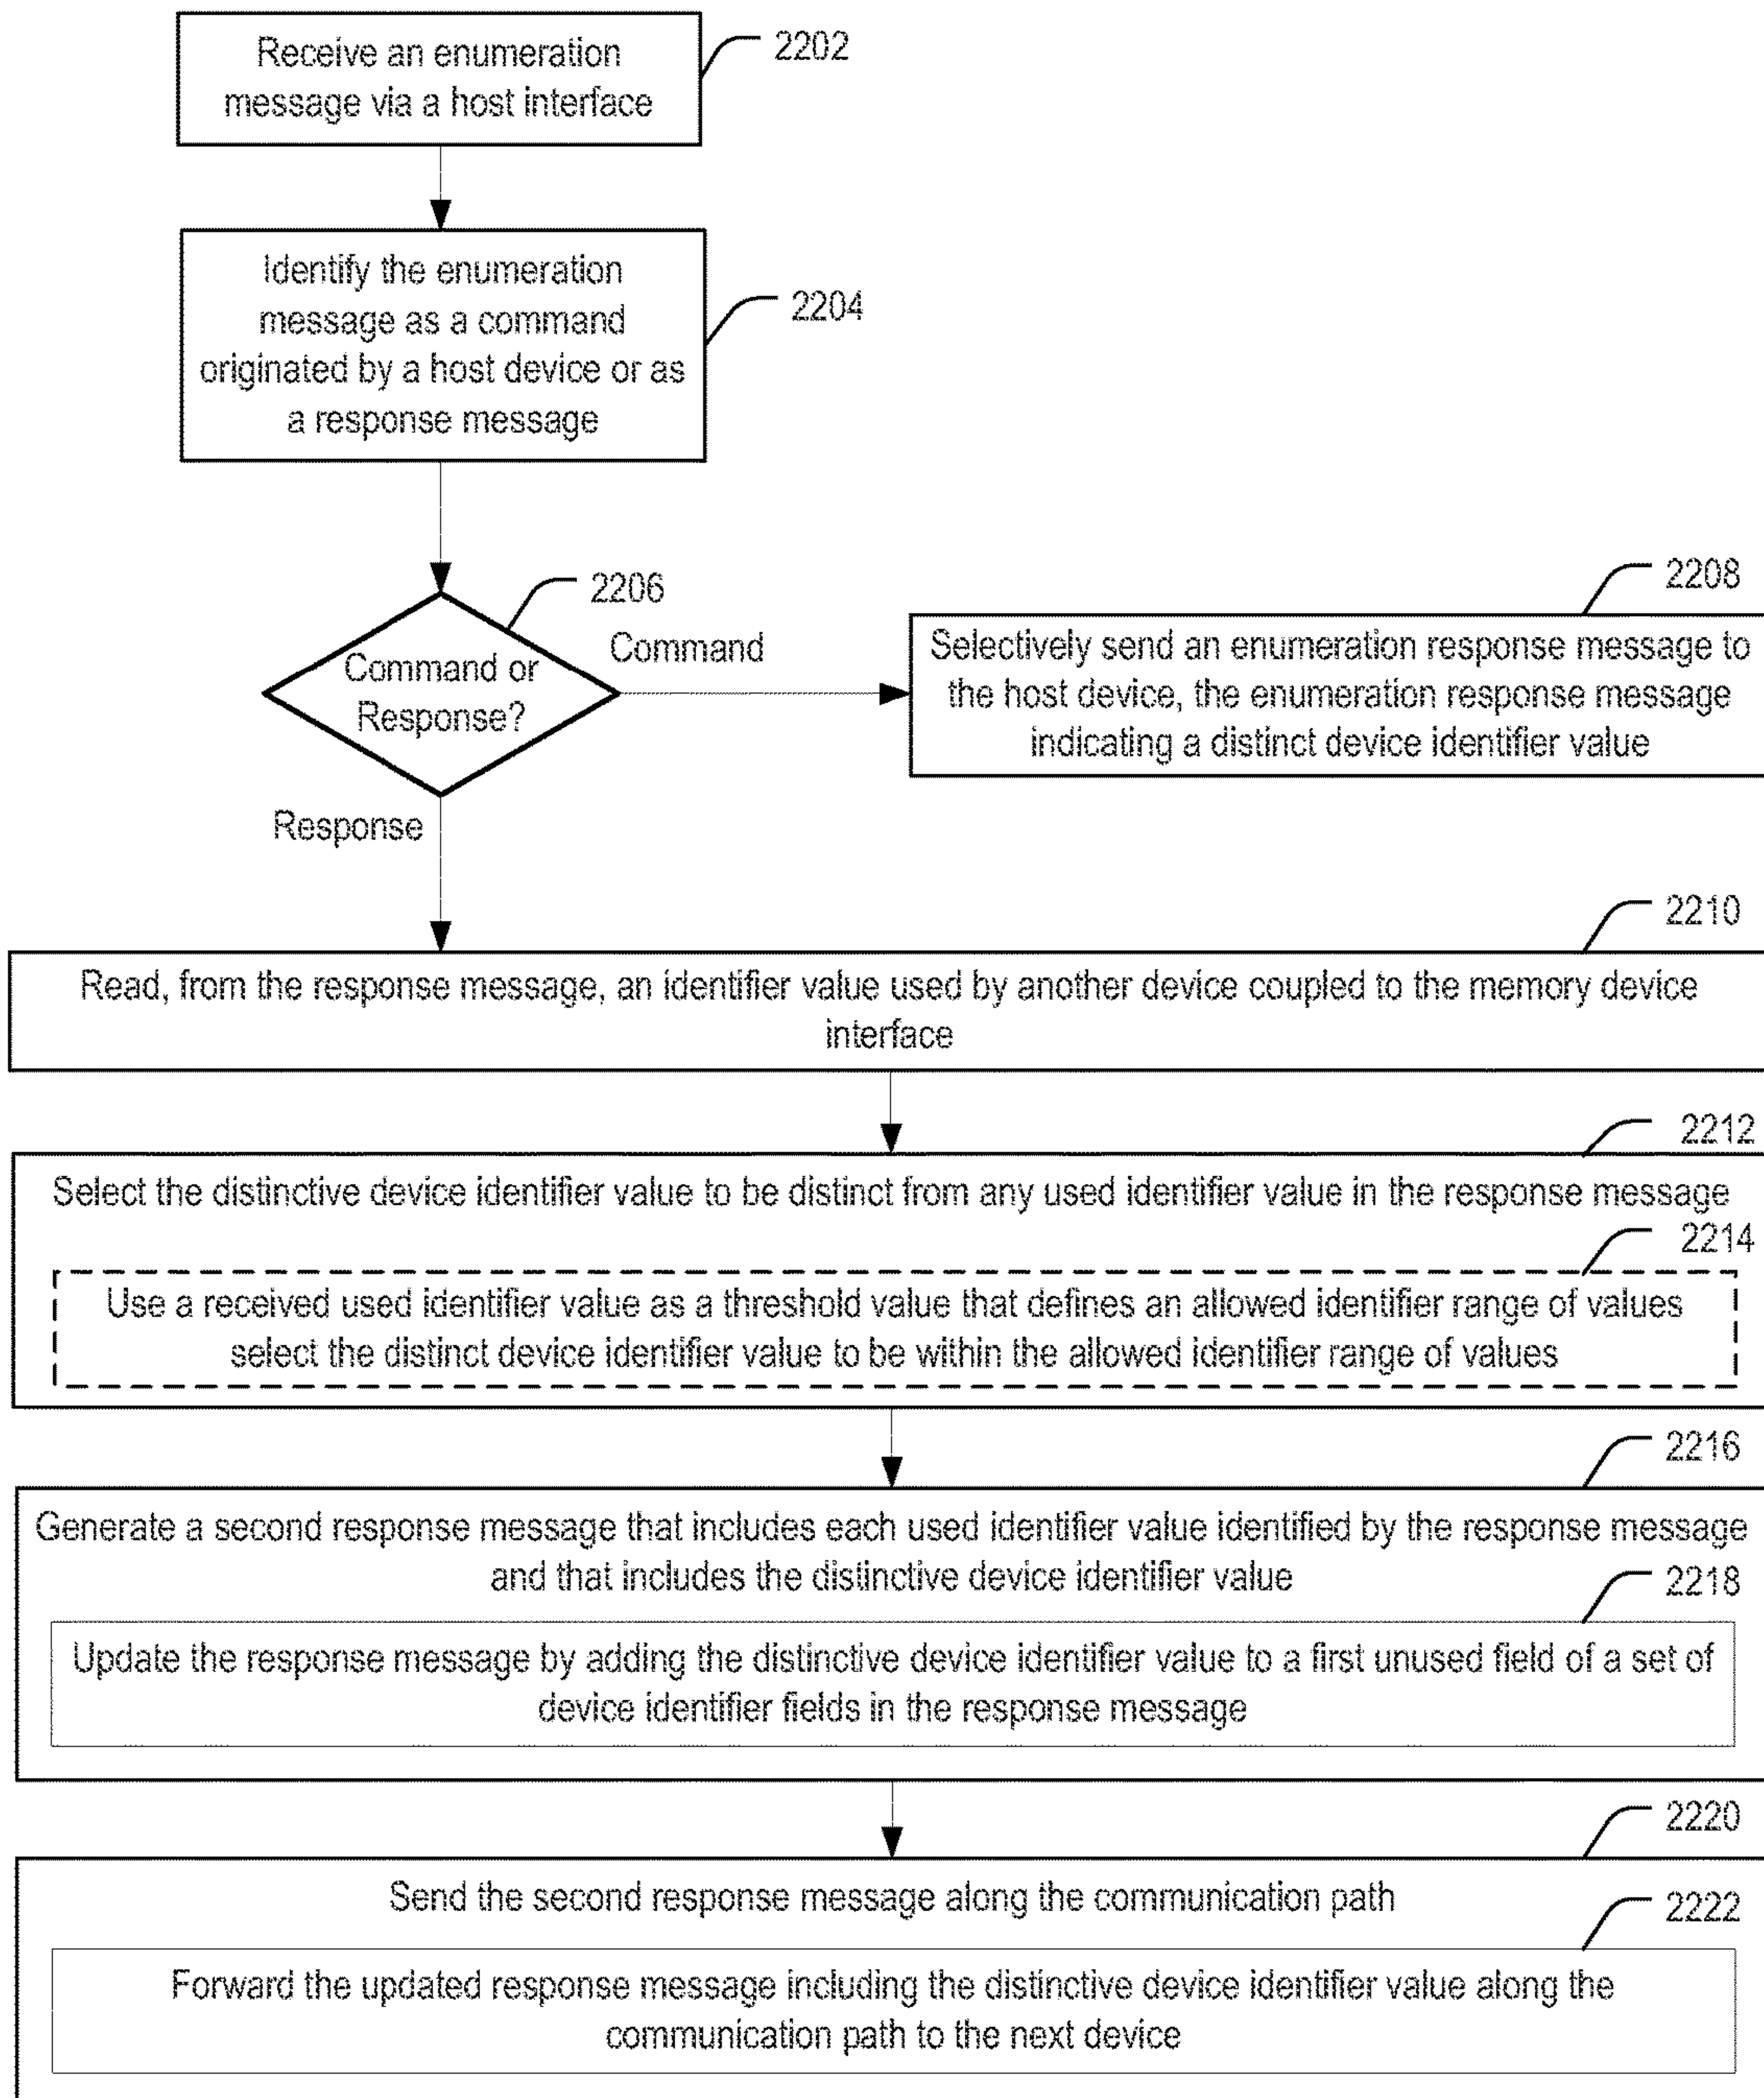 Receive an enumeration
message via a host interface
2202
Identify the enumeration
message as a command
originated by a host device or as
a response message
2204
2206
Command or
Response?
Command
Response
2208
Selectively send an enumeration response message to
the host device, the enumeration response message
indicating a distinct device identifier value
2210
Read, from the response message, an identifier value used by another device coupled to the memory device
interface
2212
Select the distinctive device identifier value to be distinct from any used identifier value in the response message
2214
Use a received used identifier value as a threshold value that defines an allowed identifier range of values
select the distinct device identifier value to be within the allowed identifier range of values
2216
Generate a second response message that includes each used identifier value identified by the response message
and that includes the distinctive device identifier value
2218
Update the response message by adding the distinctive device identifier value to a first unused field of a set of
device identifier fields in the response message
2220
Send the second response message along the communication path
2222
Forward the updated response message including the distinctive device identifier value along the
communication path to the next device